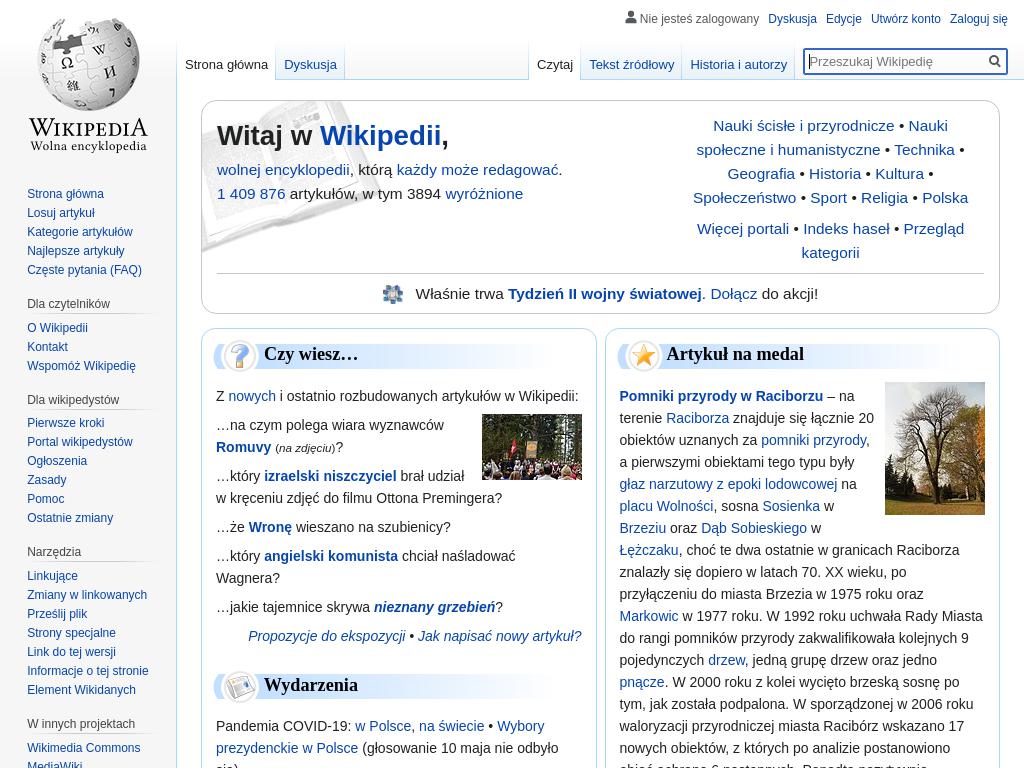 Nie jesteś zalogowany Dyskusja Edycje Utwórz konto Zaloguj się
WIKIPEDIA
Wolna encyklopedia
Strona główna Dyskusja Czytaj Tekst źródłowy Historia i autorzy Przeszukaj Wikipedię
Strona główna
Losuj artykuł
Kategorie artykułów
Najlepsze artykuły
Częste pytania (FAQ)
Dla czytelników
O Wikipedii
Kontakt
Wspomóż Wikipedię
Dla wikipedystów
Pierwsze kroki
Portal wikipedystów
Ogłoszenia
Zasady
Pomoc
Ostatnie zmiany
Narzędzia
Linkujące
Zmiany w linkowanych
Prześlij plik
Strony specjalne
Link do tej wersji
Informacje o tej stronie
Element Wikidanych
W innych projektach
Wikimedia Commons
MediaWiki
Witaj w Wikipedii,
wolnej encyklopedii, którą każdy może redagować.
1 409 876 artykułów, w tym 3894 wyróżnione
Nauki ścisłe i przyrodnicze • Nauki
społeczne i humanistyczne • Technika •
Geografia • Historia • Kultura •
Społeczeństwo • Sport • Religia • Polska
Więcej portali • Indeks haseł • Przegląd
kategorii
Właśnie trwa Tydzień II wojny światowej. Dołącz do akcji!
Czy wiesz…
Z nowych i ostatnio rozbudowanych artykułów w Wikipedii:
…na czym polega wiara wyznawców
Romuvy (na zdjęciu)?
…który izraelski niszczyciel brał udział
w kręceniu zdjęć do filmu Ottona Premingera?
…że Wronę wieszano na szubienicy?
…który angielski komunista chciał naśladować
Wagnera?
…jakie tajemnice skrywa nieznany grzebień?
Propozycje do ekspozycji • Jak napisać nowy artykuł?
Wydarzenia
Pandemia COVID-19: w Polsce, na świecie • Wybory
prezydenckie w Polsce (głosowanie 10 maja nie odbyło
się)
Artykuł na medal
Pomniki przyrody w Raciborzu – na
terenie Raciborza znajduje się łącznie 20
obiektów uznanych za pomniki przyrody,
a pierwszymi obiektami tego typu były
głaz narzutowy z epoki lodowcowej na
placu Wolności, sosna Sosienka w
Brzeziu oraz Dąb Sobieskiego w
Łężczaku, choć te dwa ostatnie w granicach Raciborza
znalazły się dopiero w latach 70. XX wieku, po
przyłączeniu do miasta Brzezia w 1975 roku oraz
Markowic w 1977 roku. W 1992 roku uchwała Rady Miasta
do rangi pomników przyrody zakwalifikowała kolejnych 9
pojedynczych drzew, jedną grupę drzew oraz jedno
pnącze. W 2000 roku z kolei wycięto brzeską sosnę po
tym, jak została podpalona. W sporządzonej w 2006 roku
waloryzacji przyrodniczej miasta Racibórz wskazano 17
nowych obiektów, z których po analizie postanowiono